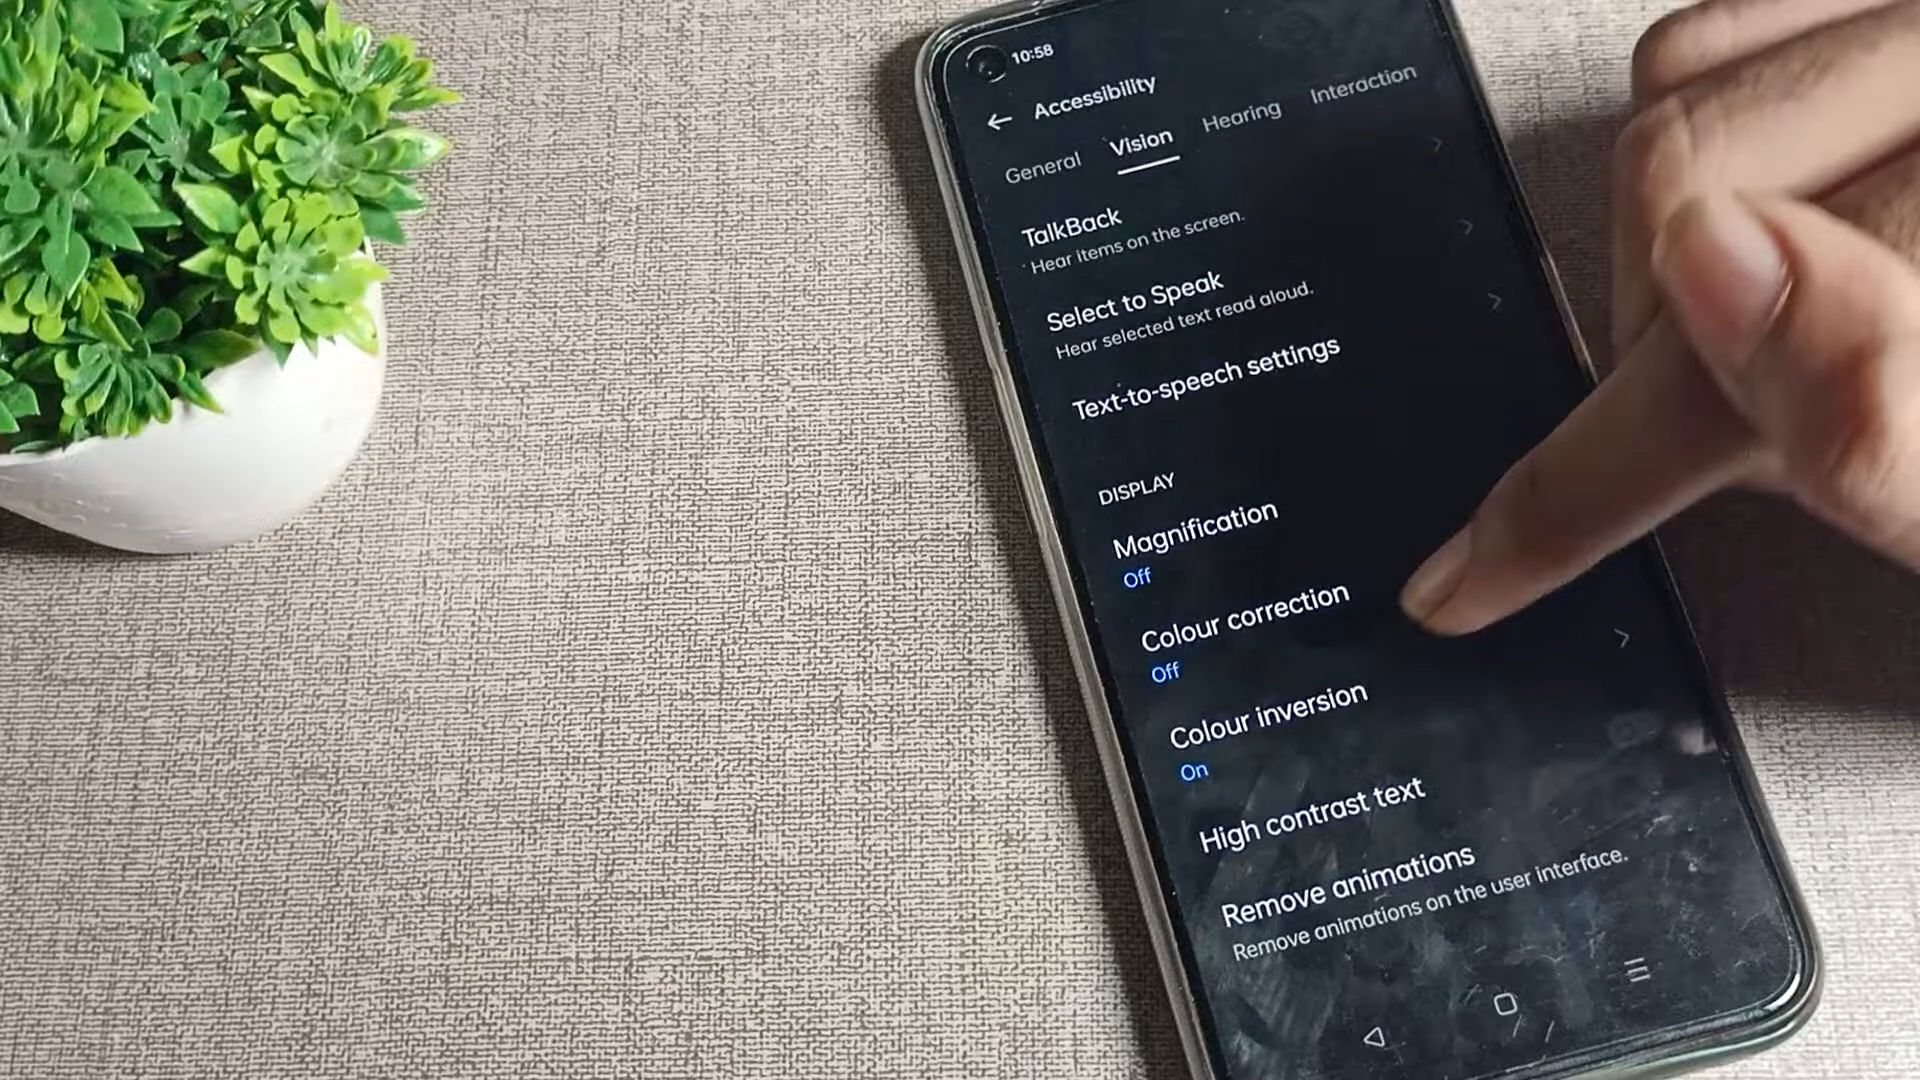 10:58
Accessibility
General Vision Hearing Interaction
TalkBack
Hear items on the screen.
Select to Speak
Hear selected text read aloud.
Text-to-speech settings
DISPLAY
Magnification
Off
Colour correction
Off
Colour inversion
On
High contrast text
Remove animations
Remove animations on the user interface.